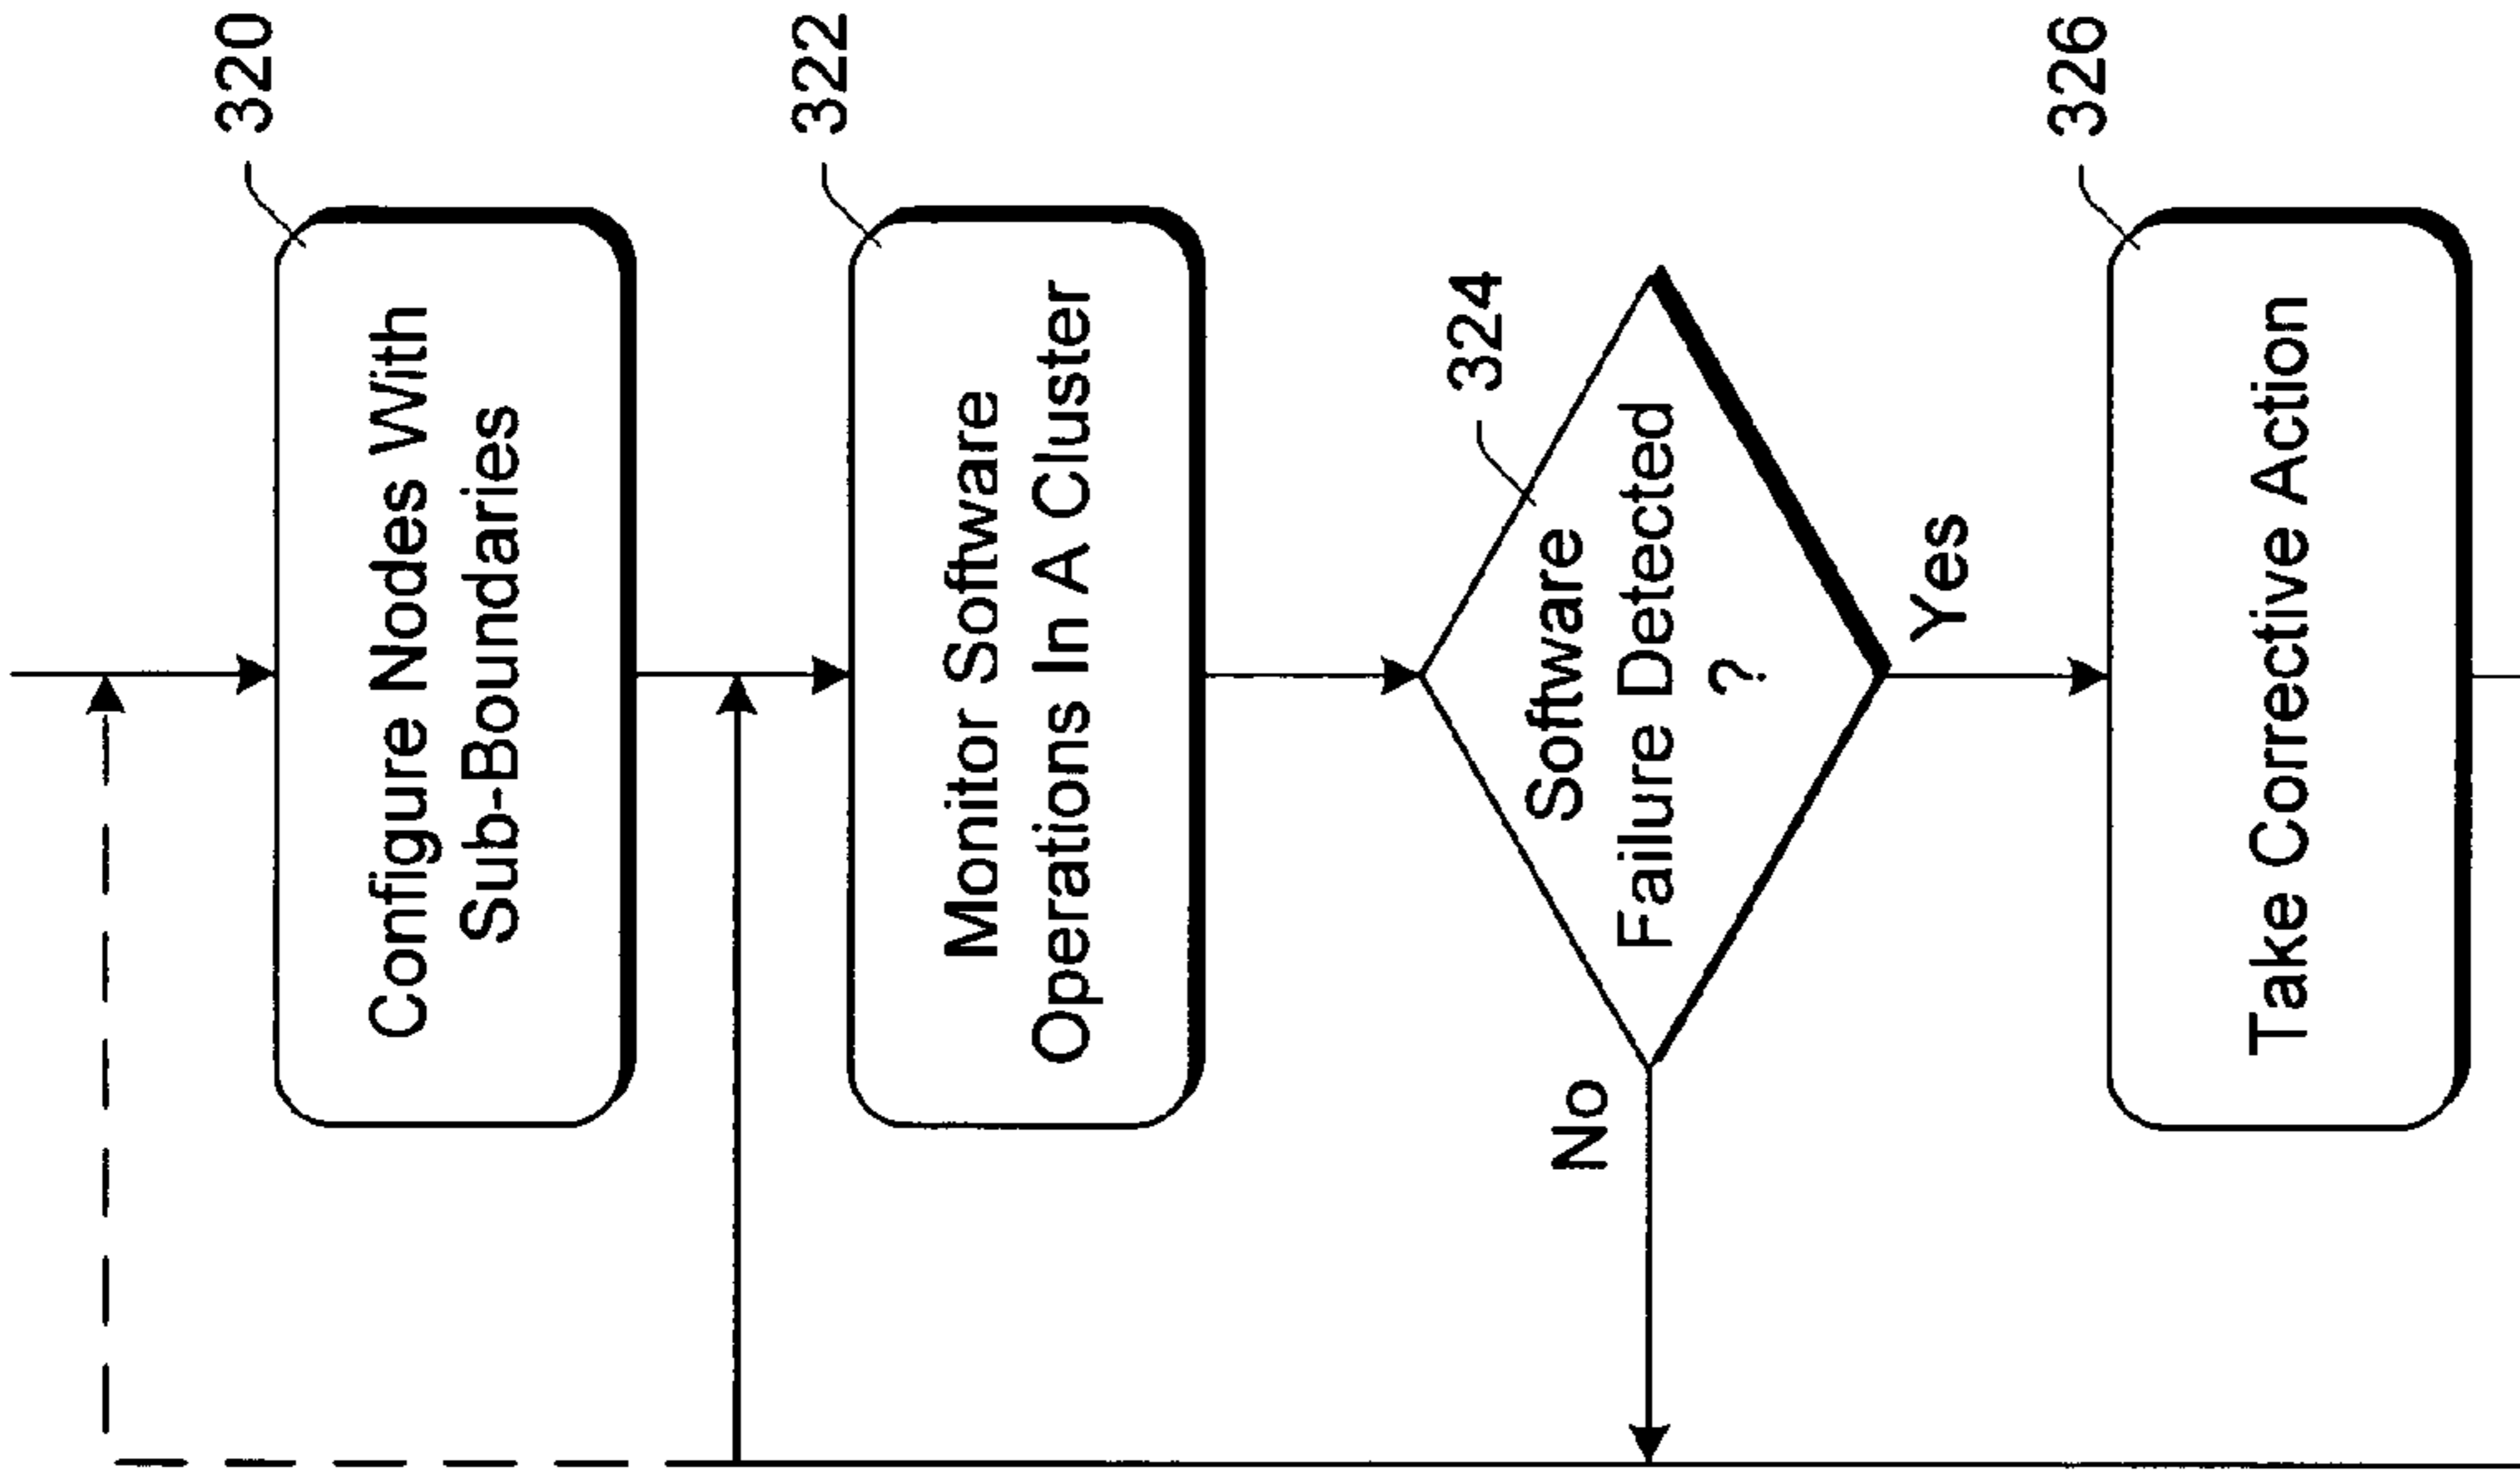 320
Configure Nodes With
Sub-Boundaries
322
Monitor Software
Operations In A Cluster
324
Software
Failure Detected
?
No
Yes
326
Take Corrective Action